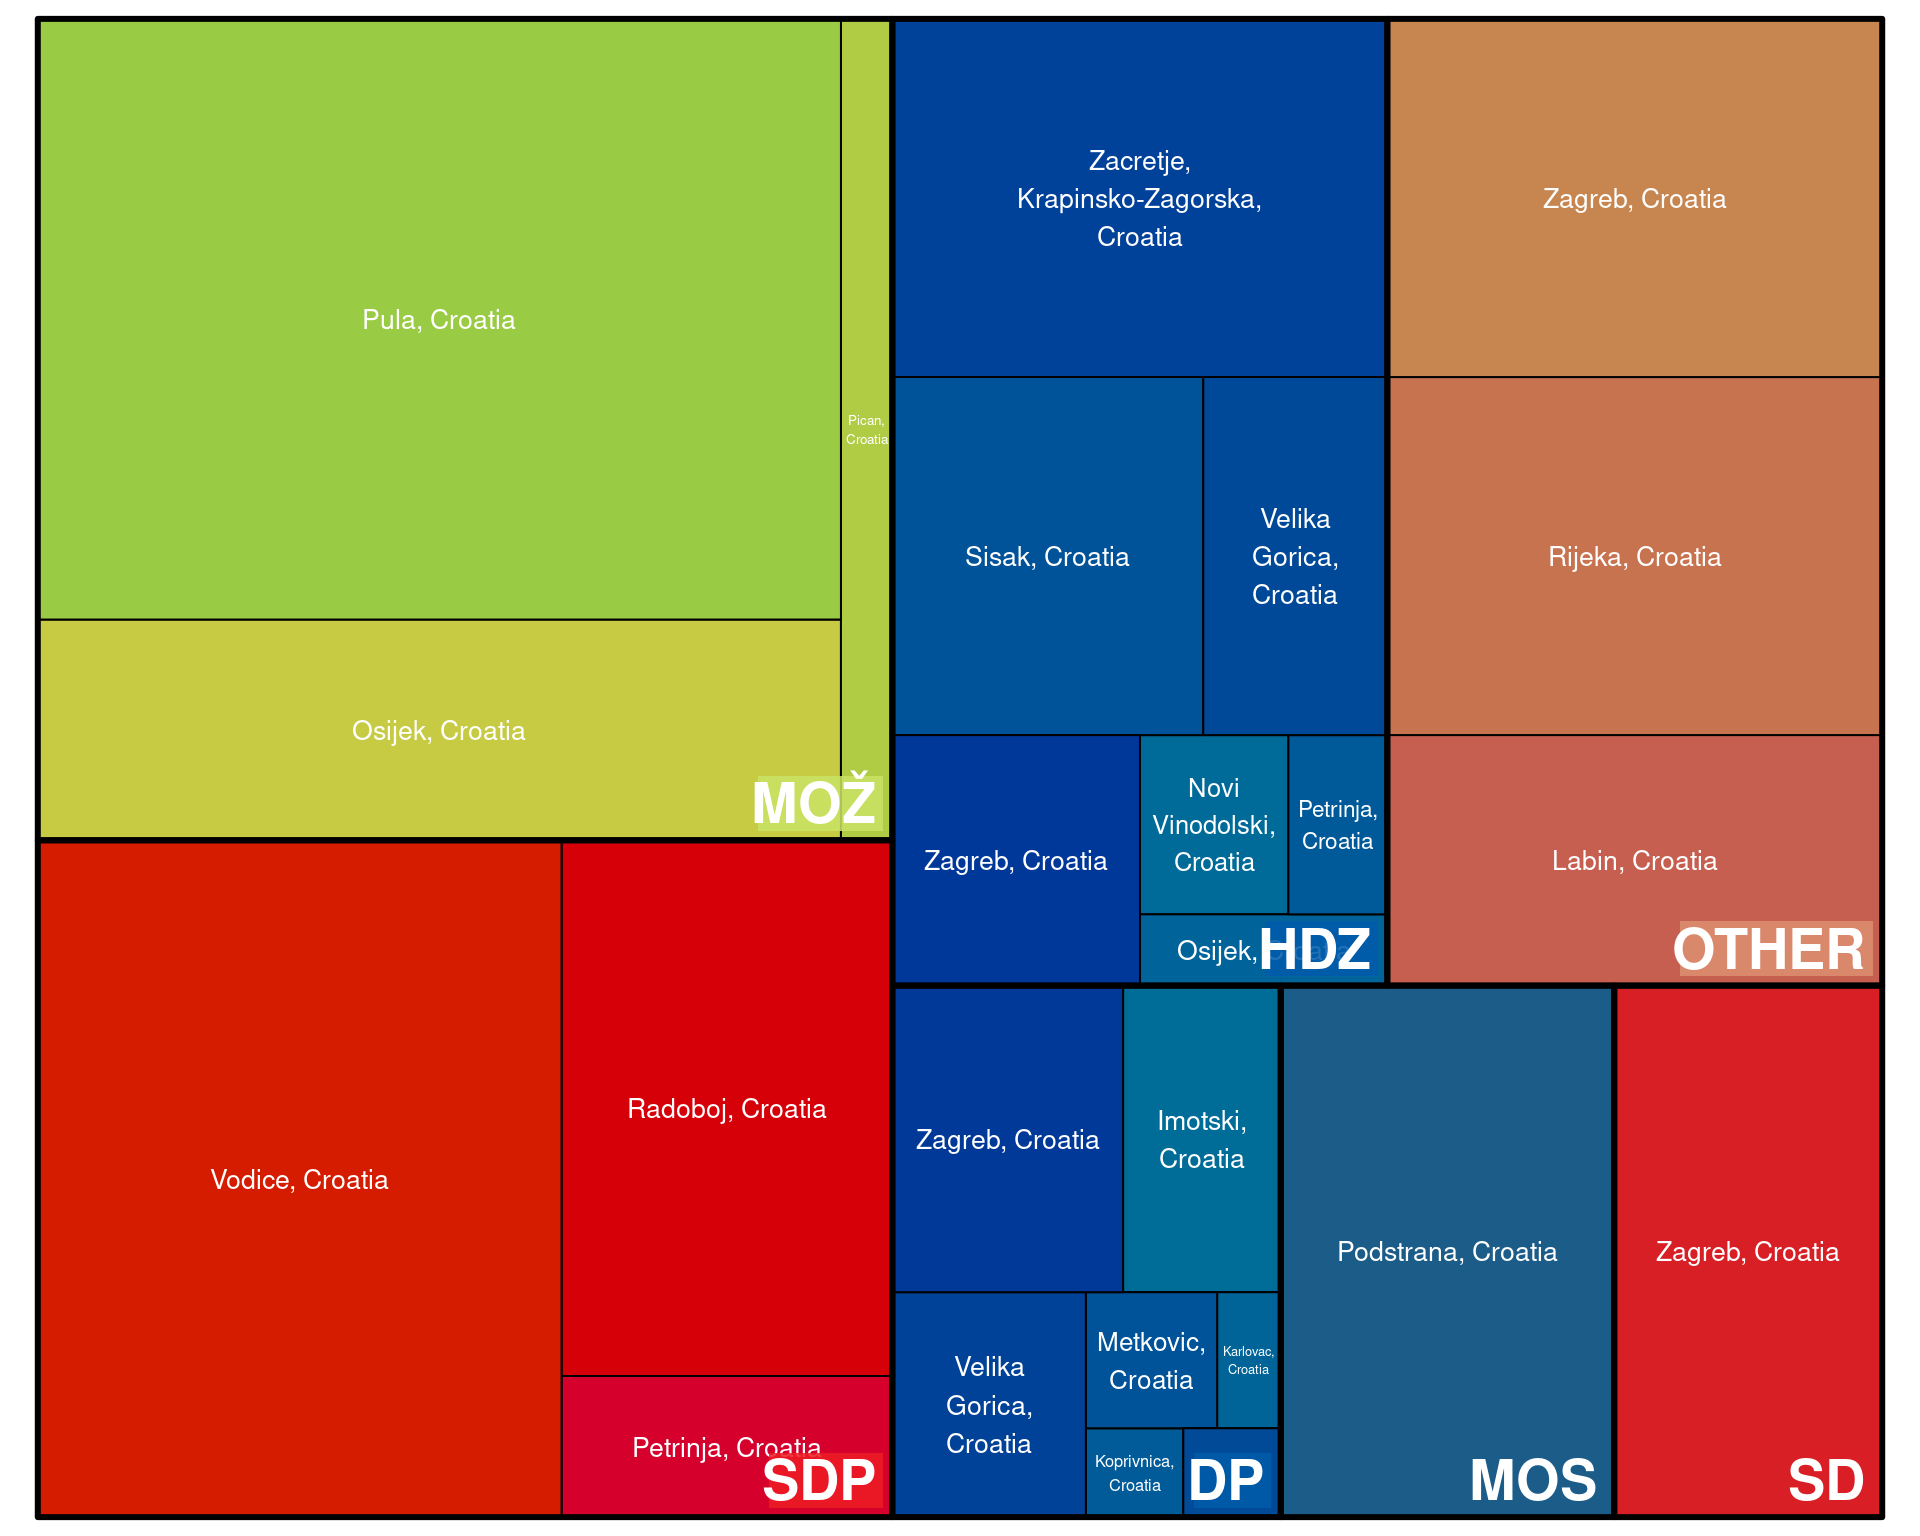 Pula, Croatia
Pican,
Croatia
Osijek, Croatia
MOŽ
Vodice, Croatia
Radoboj, Croatia
Petrinja, Croatia
SDP
Zacretje,
Krapinsko-Zagorska,
Croatia
Sisak, Croatia
Velika
Gorica,
Croatia
Zagreb, Croatia
Novi
Vinodolski,
Croatia
Petrinja,
Croatia
Osijek, Croatia
HDZ
Zagreb, Croatia
Rijeka, Croatia
Labin, Croatia
OTHER
Zagreb, Croatia
Imotski,
Croatia
Velika
Gorica,
Croatia
Metkovic,
Croatia
Karlovac,
Croatia
Koprivnica,
Croatia
DP
Podstrana, Croatia
MOS
Zagreb, Croatia
SD